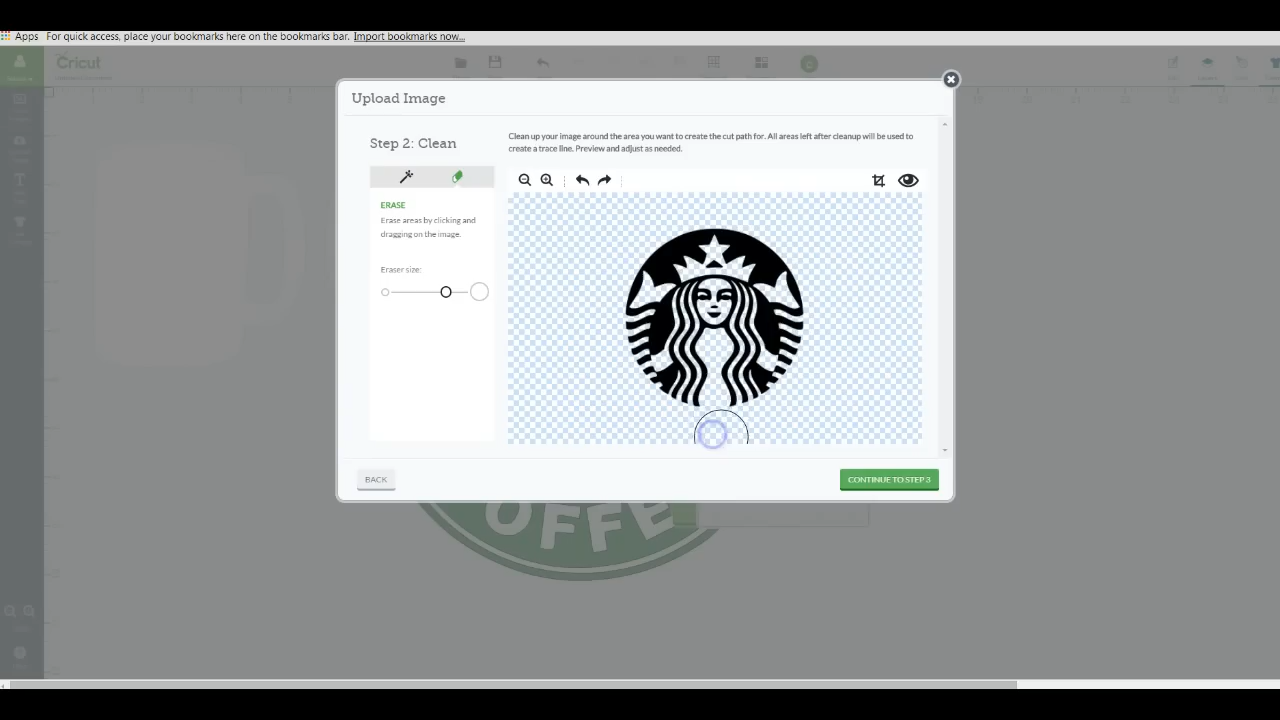 Apps For quick access, place your bookmarks here on the bookmarks bar. Import bookmarks now...
Cricut
Upload Image
Step 2: Clean
Clean up your image around the area you want to create the cut path for. All areas left after cleanup will be used to
create a trace line. Preview and adjust as needed.
ERASE
Erase areas by clicking and
dragging on the image.
Eraser size:
BACK
CONTINUE TO STEP 3
OFFE